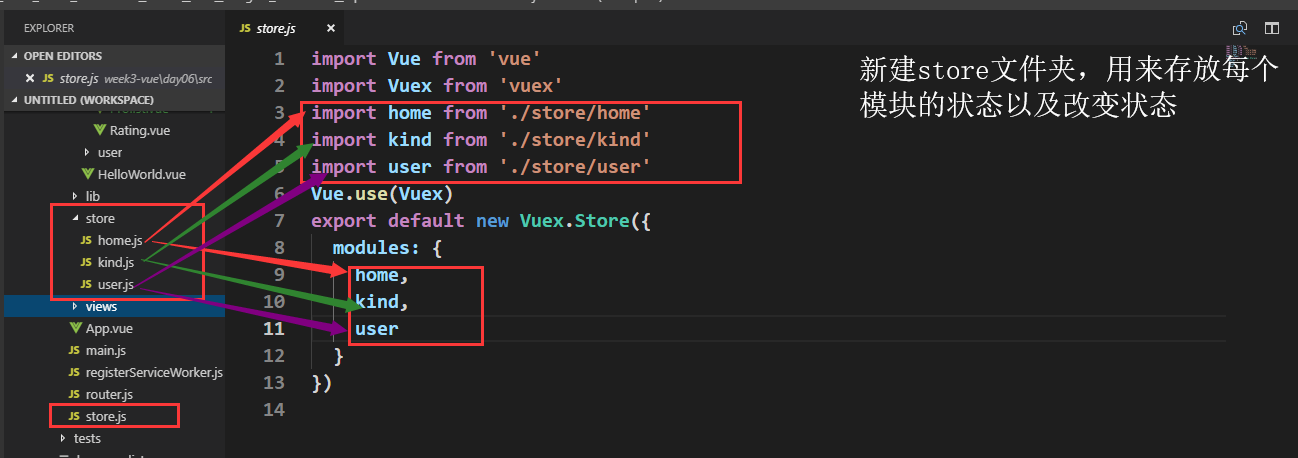 EXPLORER
OPEN EDITORS
JS store.js week3-vue\day06\src
UNTITLED (WORKSPACE)
Rating.vue
user
HelloWorld.vue
lib
store
JS home.js
JS kind.js
JS user.js
views
App.vue
JS main.js
JS registerServiceWorker.js
JS router.js
JS store.js
tests
JS store.js
1 import Vue from 'vue'
2 import Vuex from 'vuex'
3 import home from './store/home'
4 import kind from './store/kind'
5 import user from './store/user'
6 Vue.use(Vuex)
7 export default new Vuex.Store({
8 modules: {
9 home,
10 kind,
11 user
12 }
13 })
14
新建store文件夹，用来存放每个
模块的状态以及改变状态